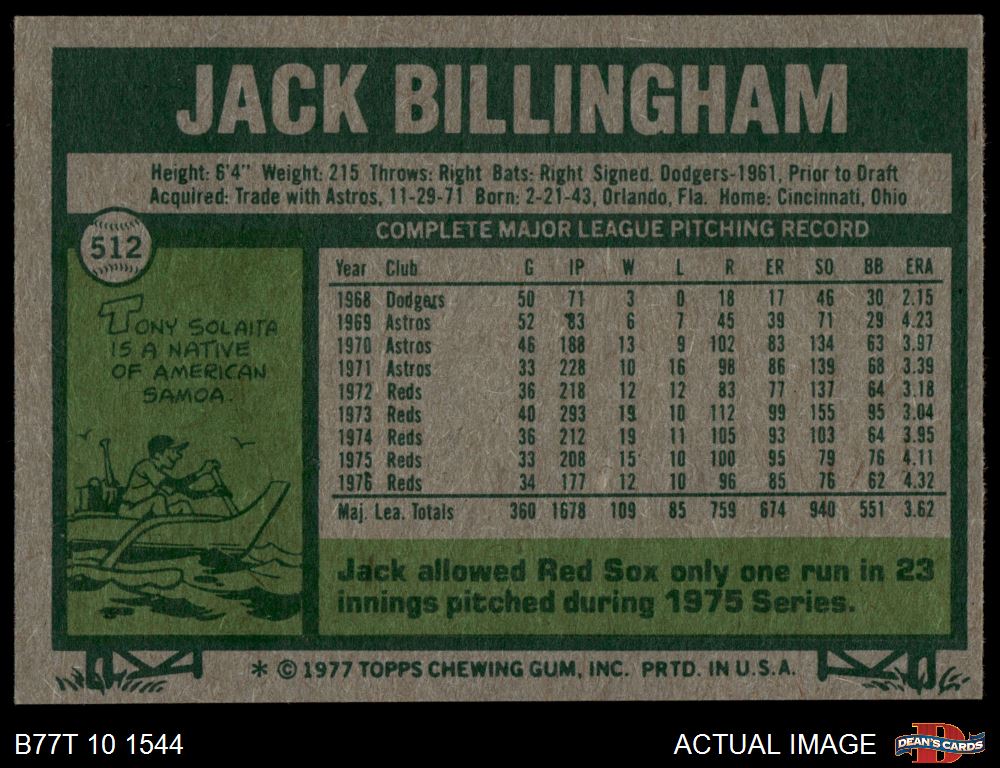 JACK BILLINGHAM
Height: 6'4" Weight: 215 Throws: Right Bats: Right Signed. Dodgers-1961, Prior to Draft
Acquired: Trade with Astros, 11-29-71 Born: 2-21-43, Orlando, Fla. Home: Cincinnati, Ohio
512
TONY SOLAITA
IS A NATIVE
OF AMERICAN
SAMOA.
COMPLETE MAJOR LEAGUE PITCHING RECORD
Year Club G IP W L R ER SO BB ERA
1968 Dodgers 50 71 3 0 18 17 46 30 2.15
1969 Astros 52 83 6 7 45 39 71 29 4.23
1970 Astros 46 188 13 9 102 83 134 63 3.97
1971 Astros 33 228 10 16 98 86 139 68 3.39
1972 Reds 36 218 12 12 83 77 137 64 3.18
1973 Reds 40 293 19 10 112 99 155 95 3.04
1974 Reds 36 212 19 11 105 93 103 64 3.95
1975 Reds 33 208 15 10 100 95 79 76 4.11
1976 Reds 34 177 12 10 96 85 76 62 4.32
Maj. Lea. Totals 360 1678 109 85 759 674 940 551 3.62
Jack allowed Red Sox only one run in 23
innings pitched during 1975 Series.
* © 1977 TOPPS CHEWING GUM, INC. PRTD. IN U.S.A.
B77T 10 1544
ACTUAL IMAGE
D
DEAN'S CARDS